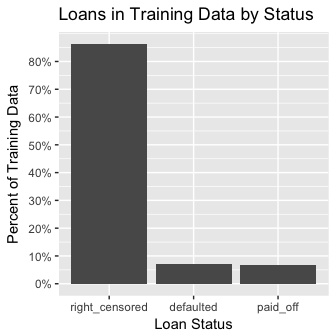 Loans in Training Data by Status
Percent of Training Data
80%
70%
60%
50%
40%
30%
20%
10%
0%
right_censored
defaulted
paid_off
Loan Status